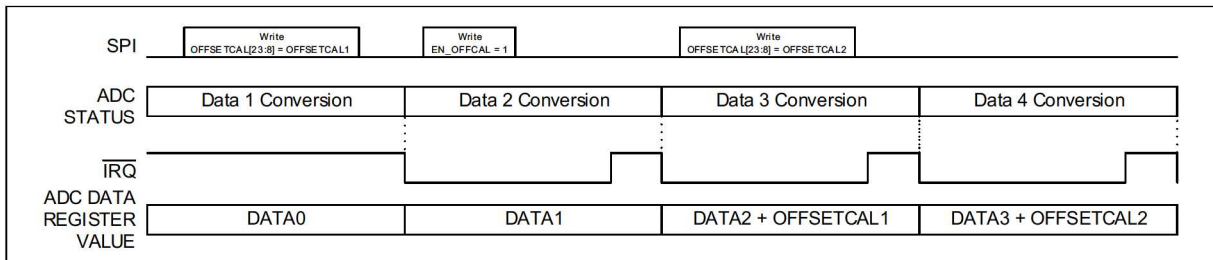 SPI
Write
OFFSETCAL[23:8] = OFFSETCAL1
Write
EN_OFFCAL = 1
Write
OFFSETCAL[23:8] = OFFSETCAL2
ADC
STATUS
Data 1 Conversion
Data 2 Conversion
Data 3 Conversion
Data 4 Conversion
IRQ
ADC DATA
REGISTER
VALUE
DATA0
DATA1
DATA2 + OFFSETCAL1
DATA3 + OFFSETCAL2